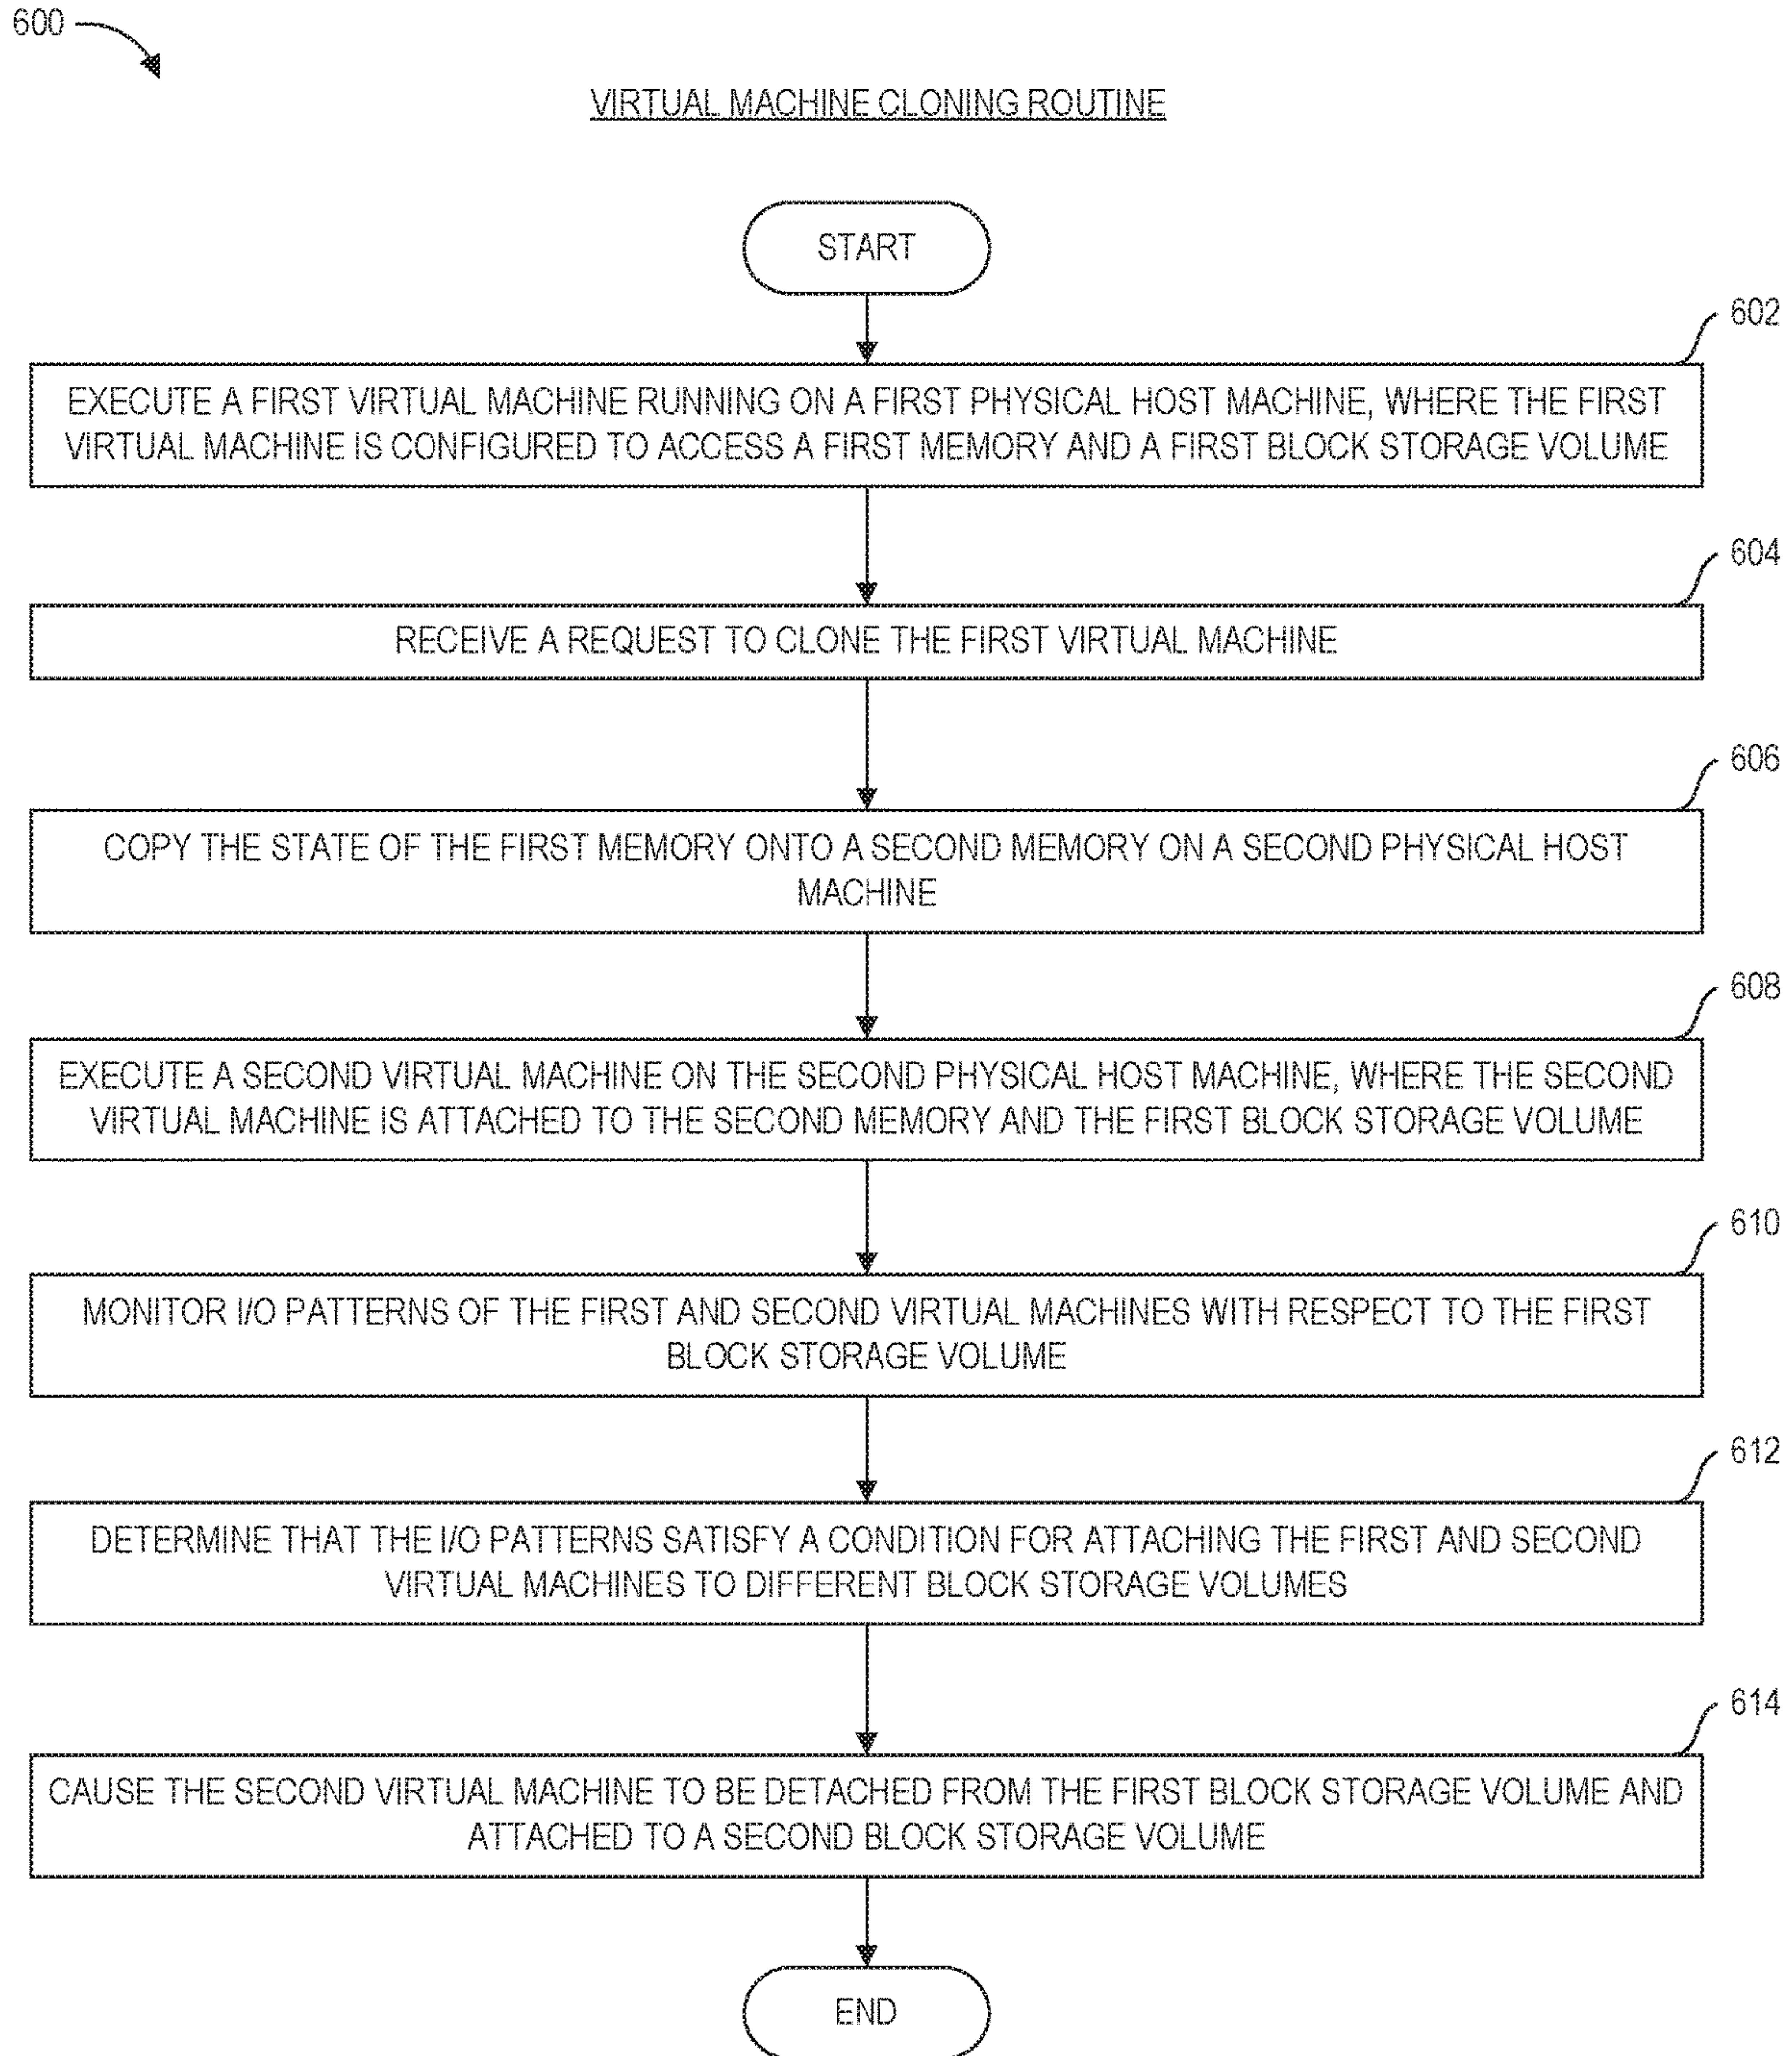 600
VIRTUAL MACHINE CLONING ROUTINE
START
602
EXECUTE A FIRST VIRTUAL MACHINE RUNNING ON A FIRST PHYSICAL HOST MACHINE, WHERE THE FIRST
VIRTUAL MACHINE IS CONFIGURED TO ACCESS A FIRST MEMORY AND A FIRST BLOCK STORAGE VOLUME
604
RECEIVE A REQUEST TO CLONE THE FIRST VIRTUAL MACHINE
606
COPY THE STATE OF THE FIRST MEMORY ONTO A SECOND MEMORY ON A SECOND PHYSICAL HOST
MACHINE
608
EXECUTE A SECOND VIRTUAL MACHINE ON THE SECOND PHYSICAL HOST MACHINE, WHERE THE SECOND
VIRTUAL MACHINE IS ATTACHED TO THE SECOND MEMORY AND THE FIRST BLOCK STORAGE VOLUME
610
MONITOR I/O PATTERNS OF THE FIRST AND SECOND VIRTUAL MACHINES WITH RESPECT TO THE FIRST
BLOCK STORAGE VOLUME
612
DETERMINE THAT THE I/O PATTERNS SATISFY A CONDITION FOR ATTACHING THE FIRST AND SECOND
VIRTUAL MACHINES TO DIFFERENT BLOCK STORAGE VOLUMES
614
CAUSE THE SECOND VIRTUAL MACHINE TO BE DETACHED FROM THE FIRST BLOCK STORAGE VOLUME AND
ATTACHED TO A SECOND BLOCK STORAGE VOLUME
END